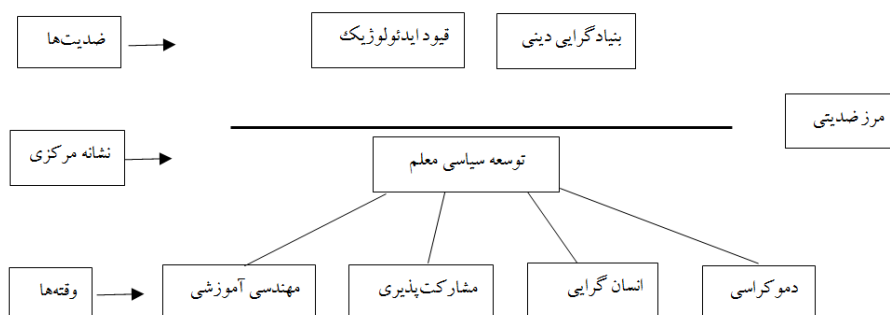 بنیادگرایی دینی
قیود ایدئولوژیک
ضدیت‌ها
مرز ضدیتی
توسعه سیاسی معلم
نشانه مرکزی
دموکراسی
انسان گرایی
مشارکت‌پذیری
مهندسی آموزشی
وقته‌ها